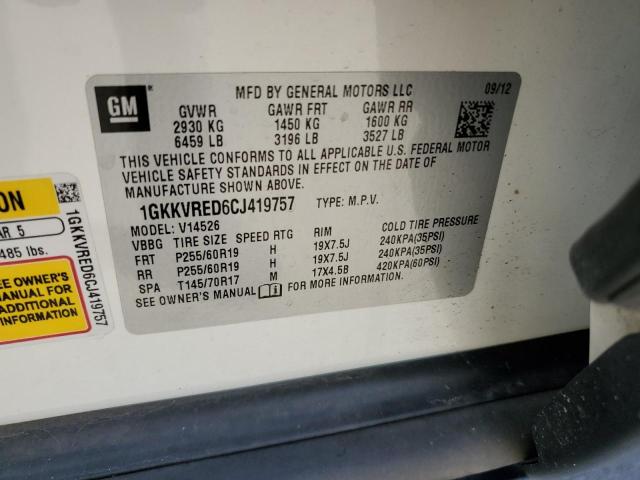 GM
MFD BY GENERAL MOTORS LLC 09/12
GVWR GAWR FRT GAWR RR
2930 KG 1450 KG 1600 KG
6459 LB 3196 LB 3527 LB
THIS VEHICLE CONFORMS TO ALL APPLICABLE U.S. FEDERAL MOTOR
VEHICLE SAFETY STANDARDS IN EFFECT ON THE DATE OF
MANUFACTURE SHOWN ABOVE.
1GKKVRED6CJ419757 TYPE: M.P.V.
MODEL: V14526
VBBG TIRE SIZE SPEED RTG RIM COLD TIRE PRESSURE
FRT P255/60R19 H 19X7.5J 240KPA(35PSI)
RR P255/60R19 H 19X7.5J 240KPA(35PSI)
SPA T145/70R17 M 17X4.5B 420KPA(60PSI)
SEE OWNER'S MANUAL FOR MORE INFORMATION.
ON
AR 5
485 lbs.
SEE OWNER'S
MANUAL FOR
ADDITIONAL
INFORMATION
1GKKVRED6CJ419757